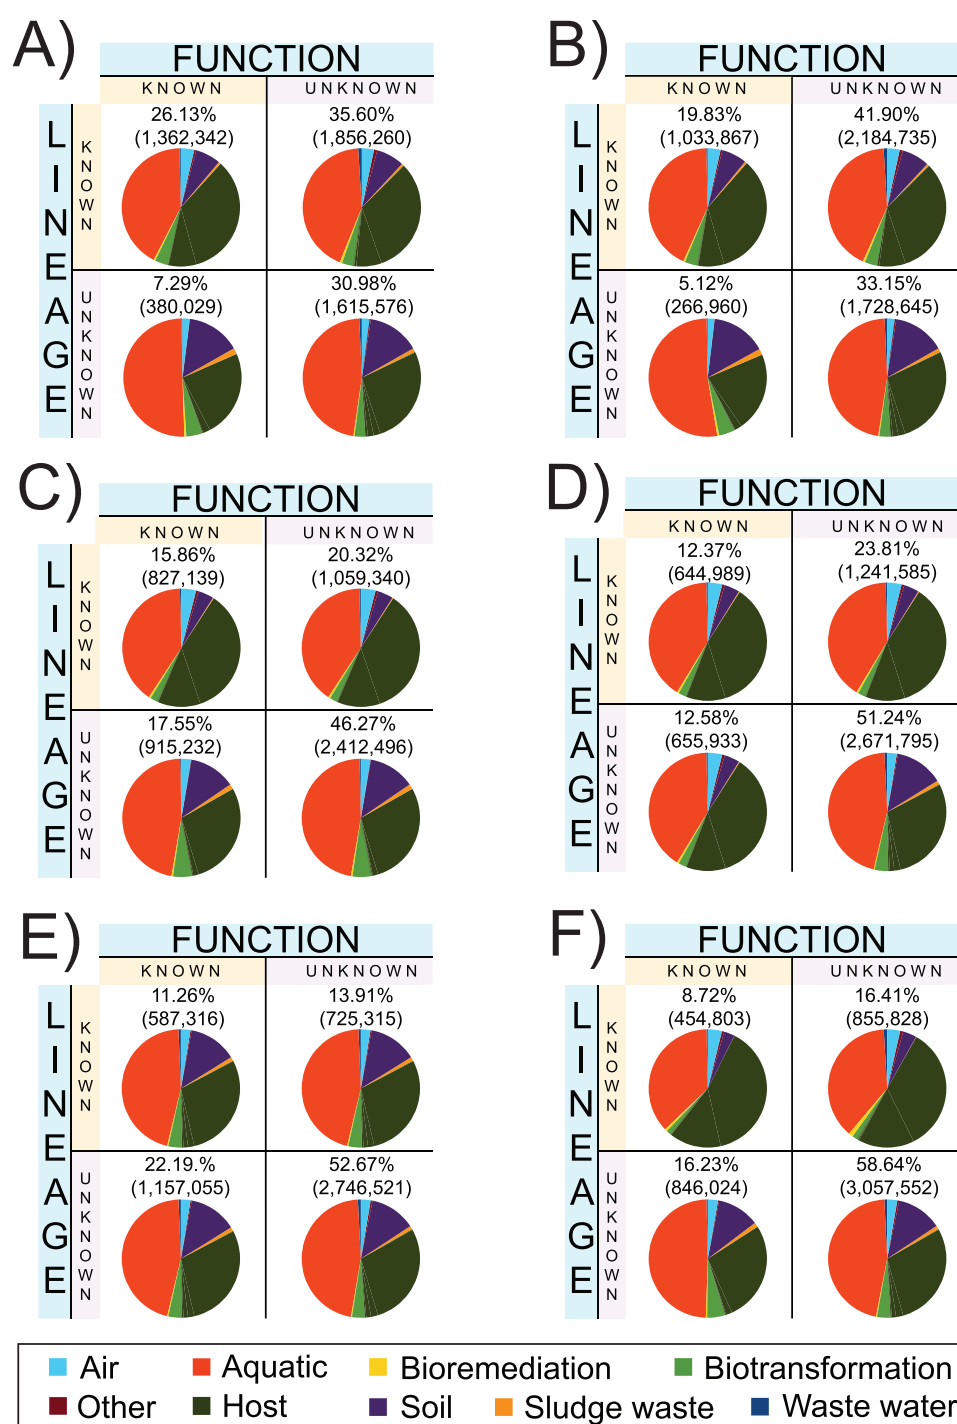 A)
FUNCTION
KNOWN UNKNOWN
LINEAGE
KNOWN
26.13% 35.60%
(1,362,342) (1,856,260)
UNKNOWN
7.29% 30.98%
(380,029) (1,615,576)
B)
FUNCTION
KNOWN UNKNOWN
LINEAGE
KNOWN
19.83% 41.90%
(1,033,867) (2,184,735)
UNKNOWN
5.12% 33.15%
(266,960) (1,728,645)
C)
FUNCTION
KNOWN UNKNOWN
LINEAGE
KNOWN
15.86% 20.32%
(827,139) (1,059,340)
UNKNOWN
17.55% 46.27%
(915,232) (2,412,496)
D)
FUNCTION
KNOWN UNKNOWN
LINEAGE
KNOWN
12.37% 23.81%
(644,989) (1,241,585)
UNKNOWN
12.58% 51.24%
(655,933) (2,671,795)
E)
FUNCTION
KNOWN UNKNOWN
LINEAGE
KNOWN
11.26% 13.91%
(587,316) (725,315)
UNKNOWN
22.19.% 52.67%
(1,157,055) (2,746,521)
F)
FUNCTION
KNOWN UNKNOWN
LINEAGE
KNOWN
8.72% 16.41%
(454,803) (855,828)
UNKNOWN
16.23% 58.64%
(846,024) (3,057,552)
Air Aquatic Bioremediation Biotransformation
Other Host Soil Sludge waste Waste water